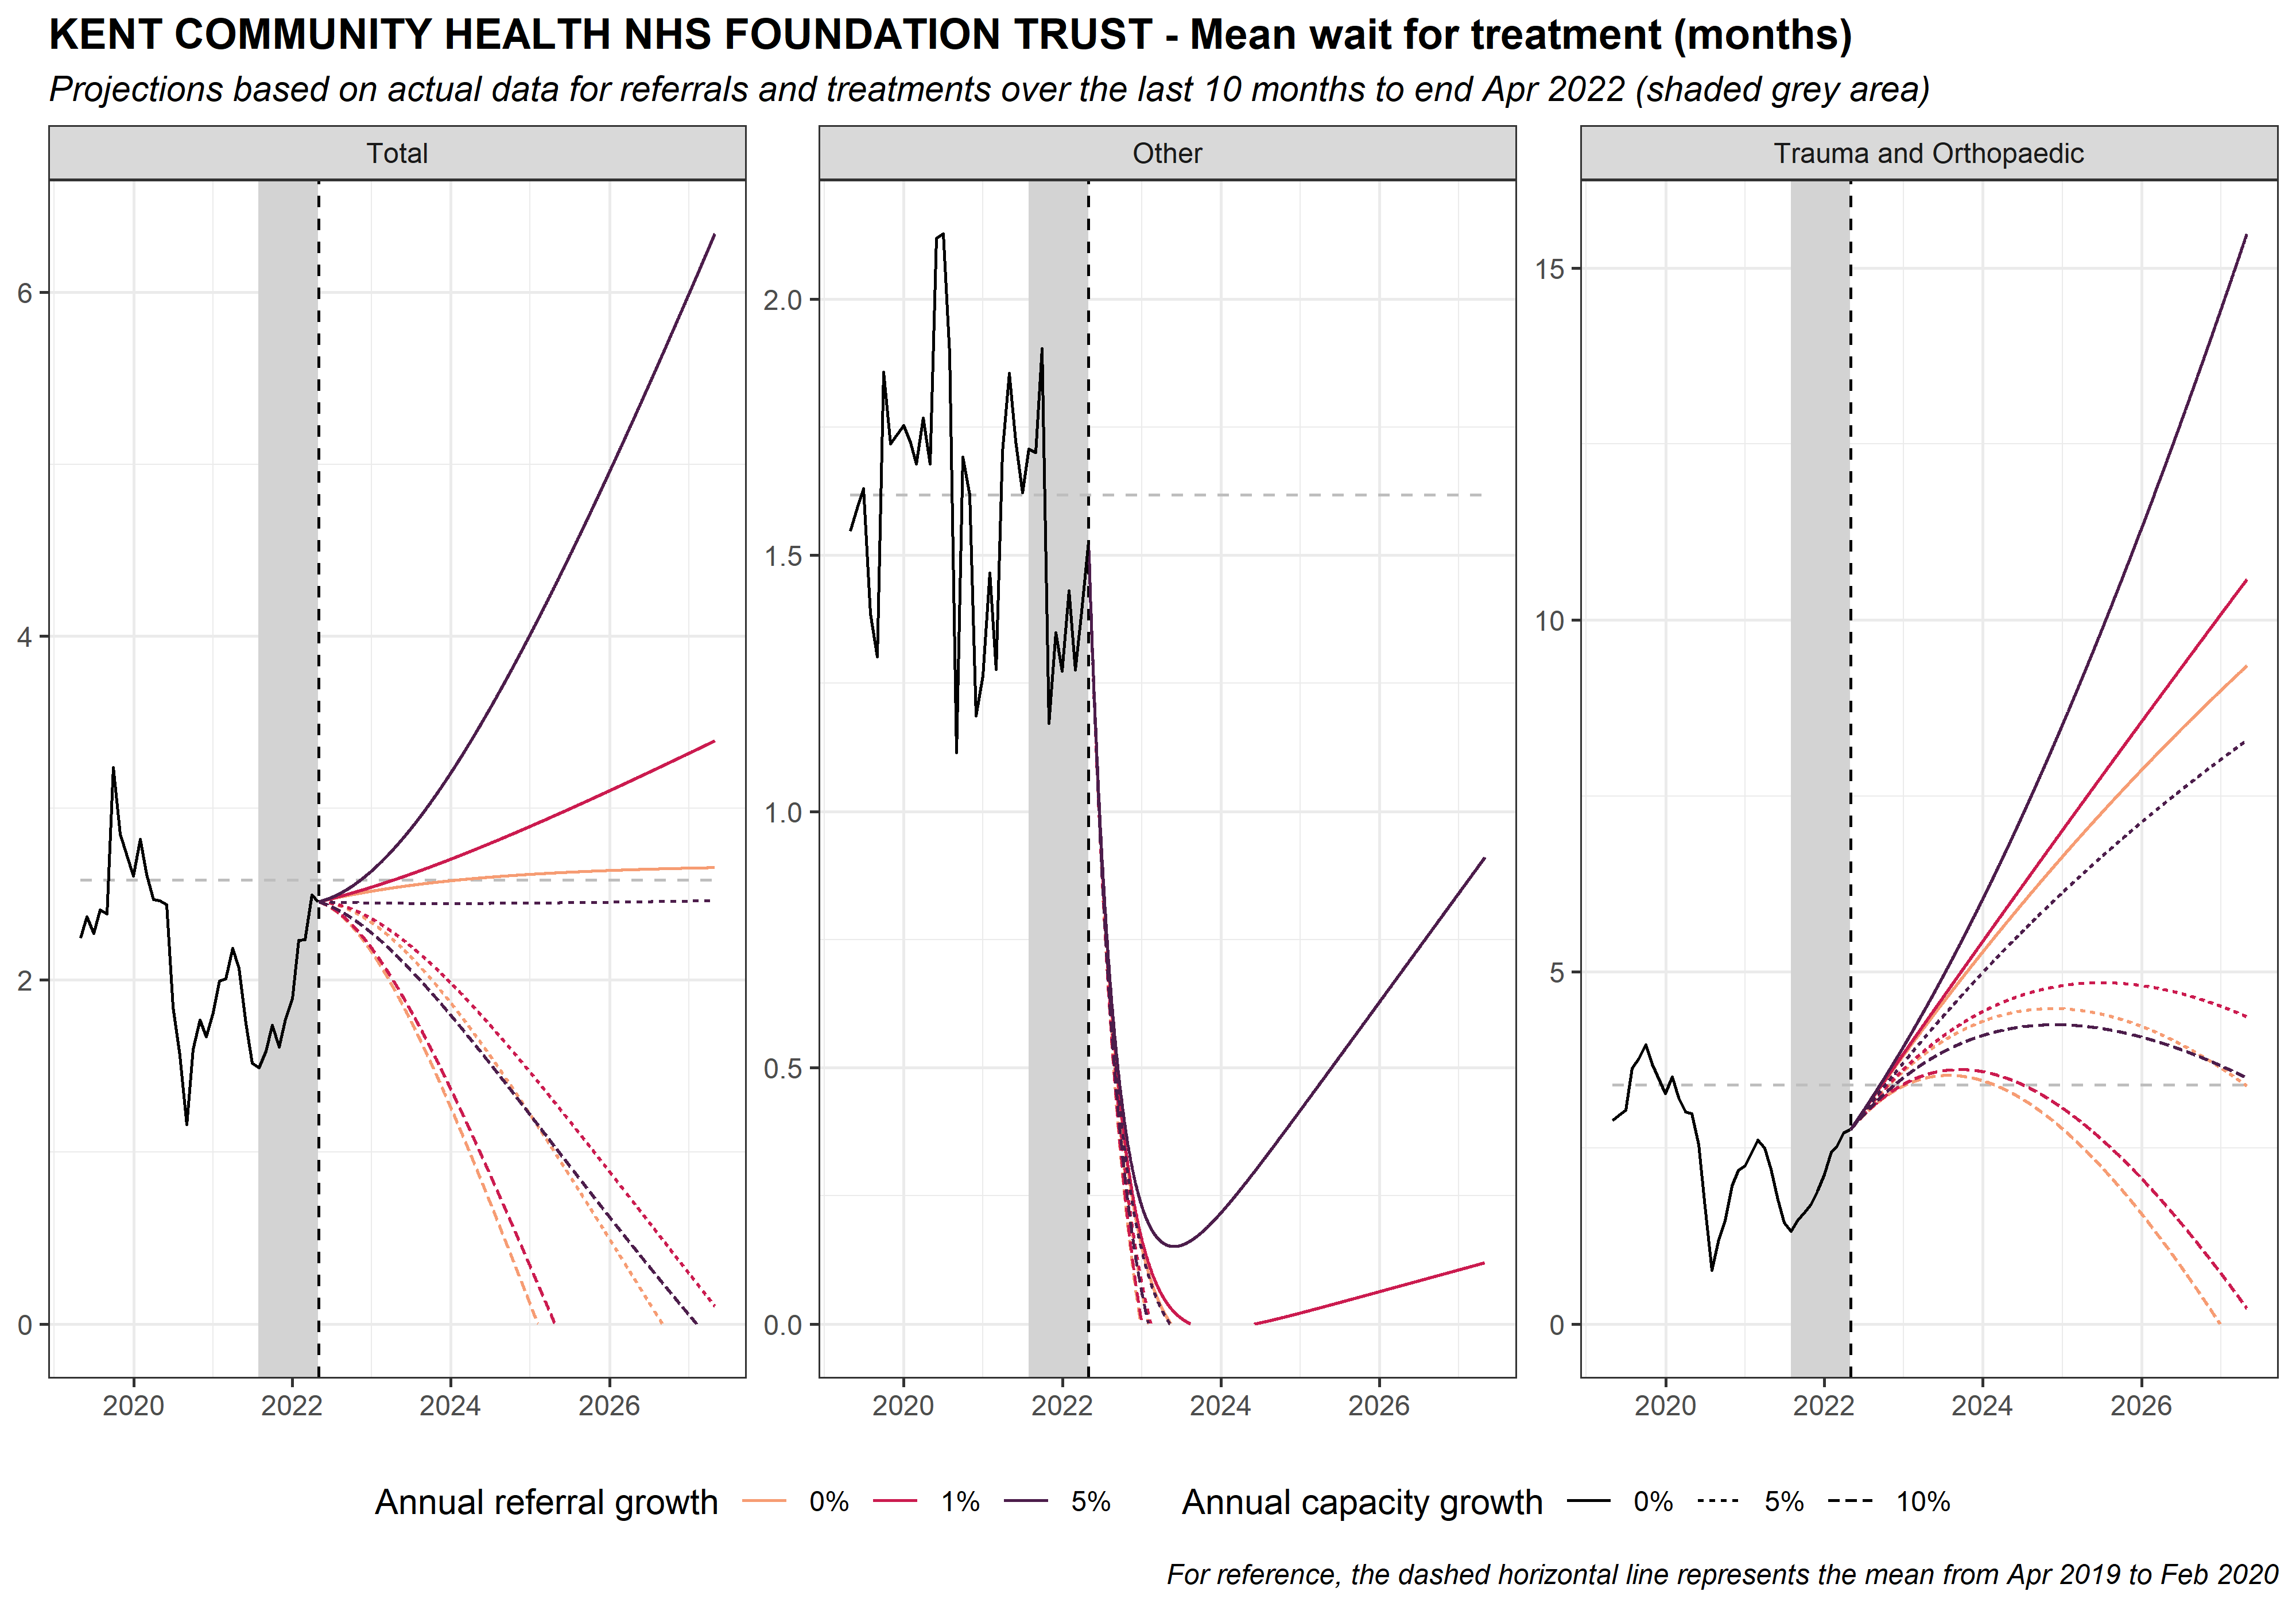 KENT COMMUNITY HEALTH NHS FOUNDATION TRUST - Mean wait for treatment (months)
Projections based on actual data for referrals and treatments over the last 10 months to end Apr 2022 (shaded grey area)
Total
Other
Trauma and Orthopaedic
6
4
2
0
2.0
1.5
1.0
0.5
0.0
15
10
5
0
2020 2022 2024 2026
2020 2022 2024 2026
2020 2022 2024 2026
Annual referral growth 0% 1% 5% Annual capacity growth 0% 5% 10%
For reference, the dashed horizontal line represents the mean from Apr 2019 to Feb 2020